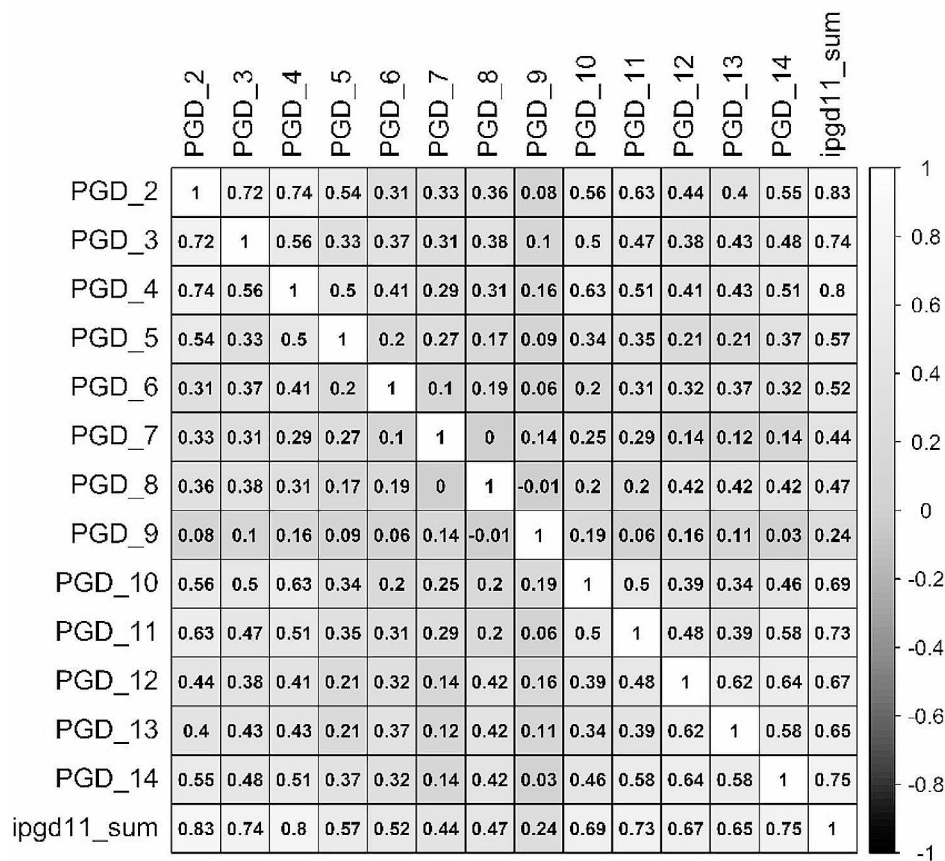 PGD_2 PGD_3 PGD_4 PGD_5 PGD_6 PGD_7 PGD_8 PGD_9 PGD_10 PGD_11 PGD_12 PGD_13 PGD_14 ipgd11_sum
PGD_2 1 0.72 0.74 0.54 0.31 0.33 0.36 0.08 0.56 0.63 0.44 0.4 0.55 0.83
PGD_3 0.72 1 0.56 0.33 0.37 0.31 0.38 0.1 0.5 0.47 0.38 0.43 0.48 0.74
PGD_4 0.74 0.56 1 0.5 0.41 0.29 0.31 0.16 0.63 0.51 0.41 0.43 0.51 0.8
PGD_5 0.54 0.33 0.5 1 0.2 0.27 0.17 0.09 0.34 0.35 0.21 0.21 0.37 0.57
PGD_6 0.31 0.37 0.41 0.2 1 0.1 0.19 0.06 0.2 0.31 0.32 0.37 0.32 0.52
PGD_7 0.33 0.31 0.29 0.27 0.1 1 0 0.14 0.25 0.29 0.14 0.12 0.14 0.44
PGD_8 0.36 0.38 0.31 0.17 0.19 0 1 -0.01 0.2 0.2 0.42 0.42 0.42 0.47
PGD_9 0.08 0.1 0.16 0.09 0.06 0.14 -0.01 1 0.19 0.06 0.16 0.11 0.03 0.24
PGD_10 0.56 0.5 0.63 0.34 0.2 0.25 0.2 0.19 1 0.5 0.39 0.34 0.46 0.69
PGD_11 0.63 0.47 0.51 0.35 0.31 0.29 0.2 0.06 0.5 1 0.48 0.39 0.58 0.73
PGD_12 0.44 0.38 0.41 0.21 0.32 0.14 0.42 0.16 0.39 0.48 1 0.62 0.64 0.67
PGD_13 0.4 0.43 0.43 0.21 0.37 0.12 0.42 0.11 0.34 0.39 0.62 1 0.58 0.65
PGD_14 0.55 0.48 0.51 0.37 0.32 0.14 0.42 0.03 0.46 0.58 0.64 0.58 1 0.75
ipgd11_sum 0.83 0.74 0.8 0.57 0.52 0.44 0.47 0.24 0.69 0.73 0.67 0.65 0.75 1
1
0.8
0.6
0.4
0.2
0
-0.2
-0.4
-0.6
-0.8
-1